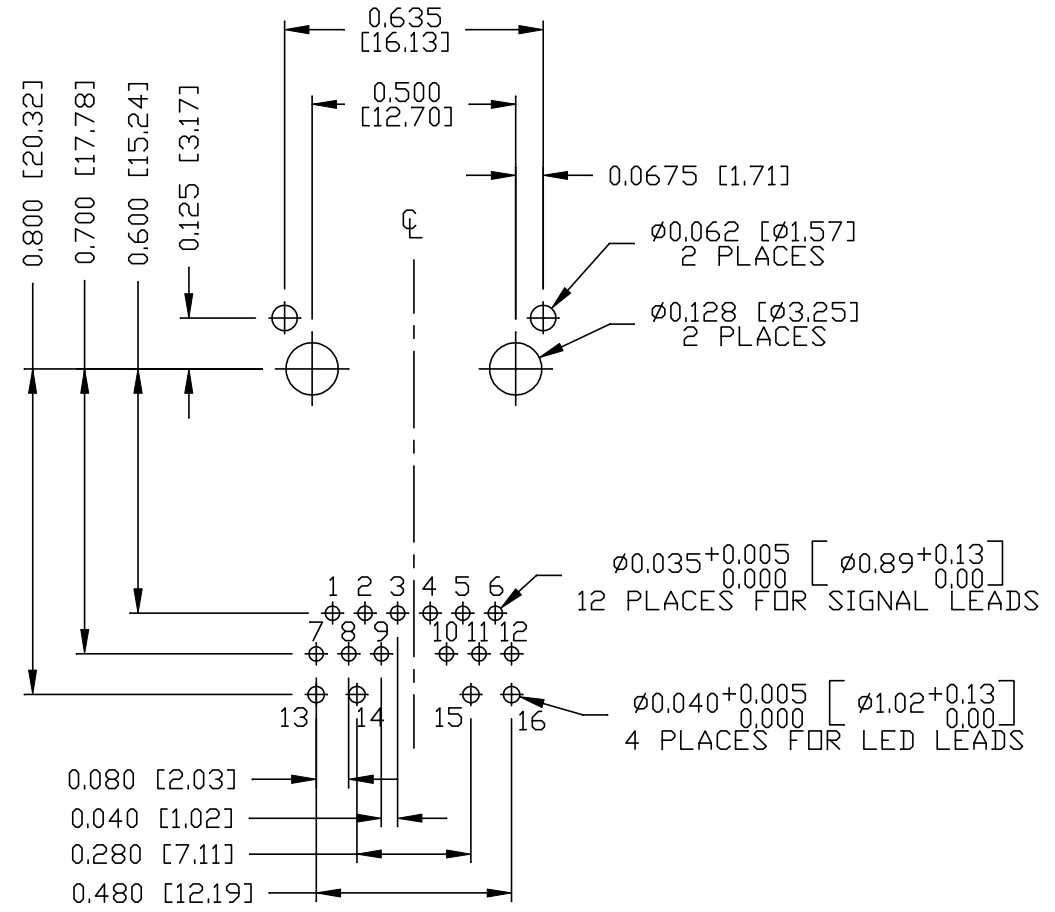 0.635
[16.13]
0.500
[12.70]
0.800 [20.32]
0.700 [17.78]
0.600 [15.24]
0.125 [3.17]
0.0675 [1.71]
℄
Ø0.062 [Ø1.57]
2 PLACES
Ø0.128 [Ø3.25]
2 PLACES
Ø0.035+0.005 [Ø0.89+0.13]
0.000 0.00
12 PLACES FOR SIGNAL LEADS
1 2 3 4 5 6
7 8 9 10 11 12
Ø0.040+0.005 [Ø1.02+0.13]
0.000 0.00
4 PLACES FOR LED LEADS
13 14 15 16
0.080 [2.03]
0.040 [1.02]
0.280 [7.11]
0.480 [12.19]